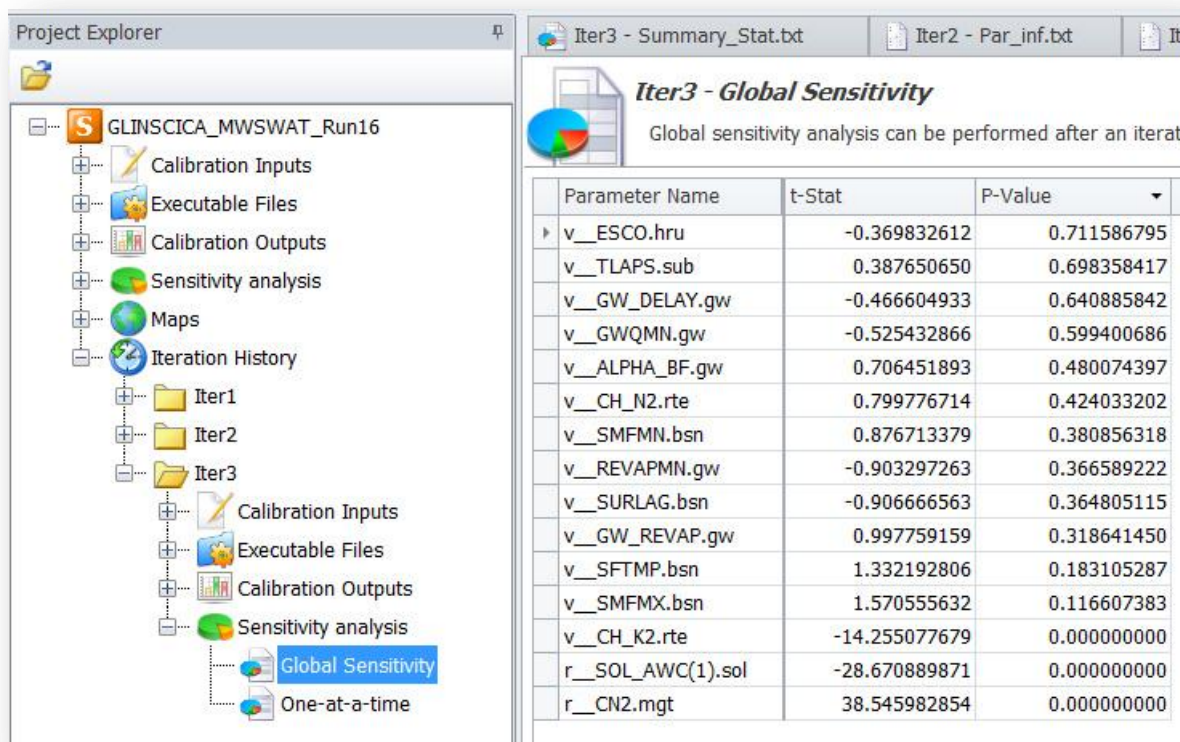 Project Explorer
GLINSCICA_MWSWAT_Run16
Calibration Inputs
Executable Files
Calibration Outputs
Sensitivity analysis
Maps
Iteration History
Iter1
Iter2
Iter3
Calibration Inputs
Executable Files
Calibration Outputs
Sensitivity analysis
Global Sensitivity
One-at-a-time
Iter3 - Summary_Stat.txt Iter2 - Par_inf.txt
Iter3 - Global Sensitivity
Global sensitivity analysis can be performed after an iterat
Parameter Name t-Stat P-Value
v__ESCO.hru -0.369832612 0.711586795
v__TLAPS.sub 0.387650650 0.698358417
v__GW_DELAY.gw -0.466604933 0.640885842
v__GWQMN.gw -0.525432866 0.599400686
v__ALPHA_BF.gw 0.706451893 0.480074397
v__CH_N2.rte 0.799776714 0.424033202
v__SMFMN.bsn 0.876713379 0.380856318
v__REVAPMN.gw -0.903297263 0.366589222
v__SURLAG.bsn -0.906666563 0.364805115
v__GW_REVAP.gw 0.997759159 0.318641450
v__SFTMP.bsn 1.332192806 0.183105287
v__SMFMX.bsn 1.570555632 0.116607383
v__CH_K2.rte -14.255077679 0.000000000
r__SOL_AWC(1).sol -28.670889871 0.000000000
r__CN2.mgt 38.545982854 0.000000000